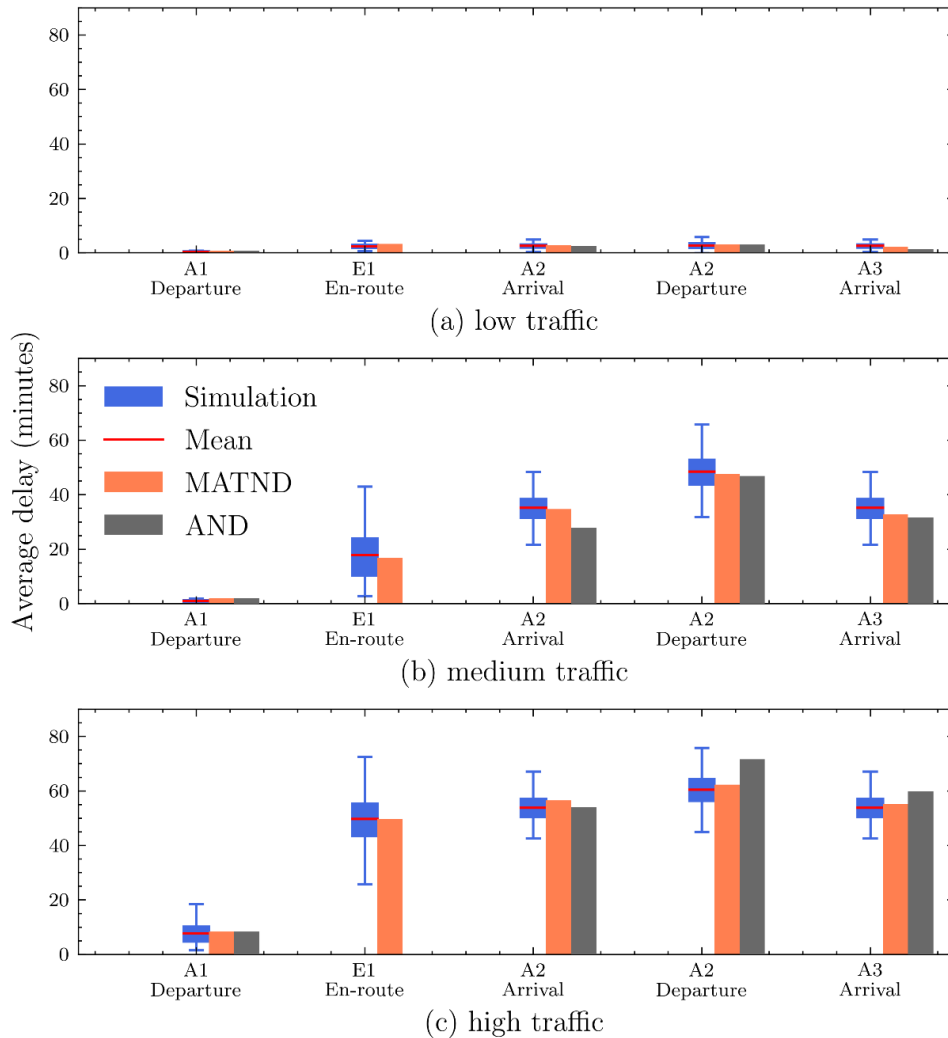 Average delay (minutes)
80
60
40
20
0
A1 E1 A2 A2 A3
Departure En-route Arrival Departure Arrival
(a) low traffic
80
60
40
20
0
Simulation
Mean
MATND
AND
A1 E1 A2 A2 A3
Departure En-route Arrival Departure Arrival
(b) medium traffic
80
60
40
20
0
A1 E1 A2 A2 A3
Departure En-route Arrival Departure Arrival
(c) high traffic